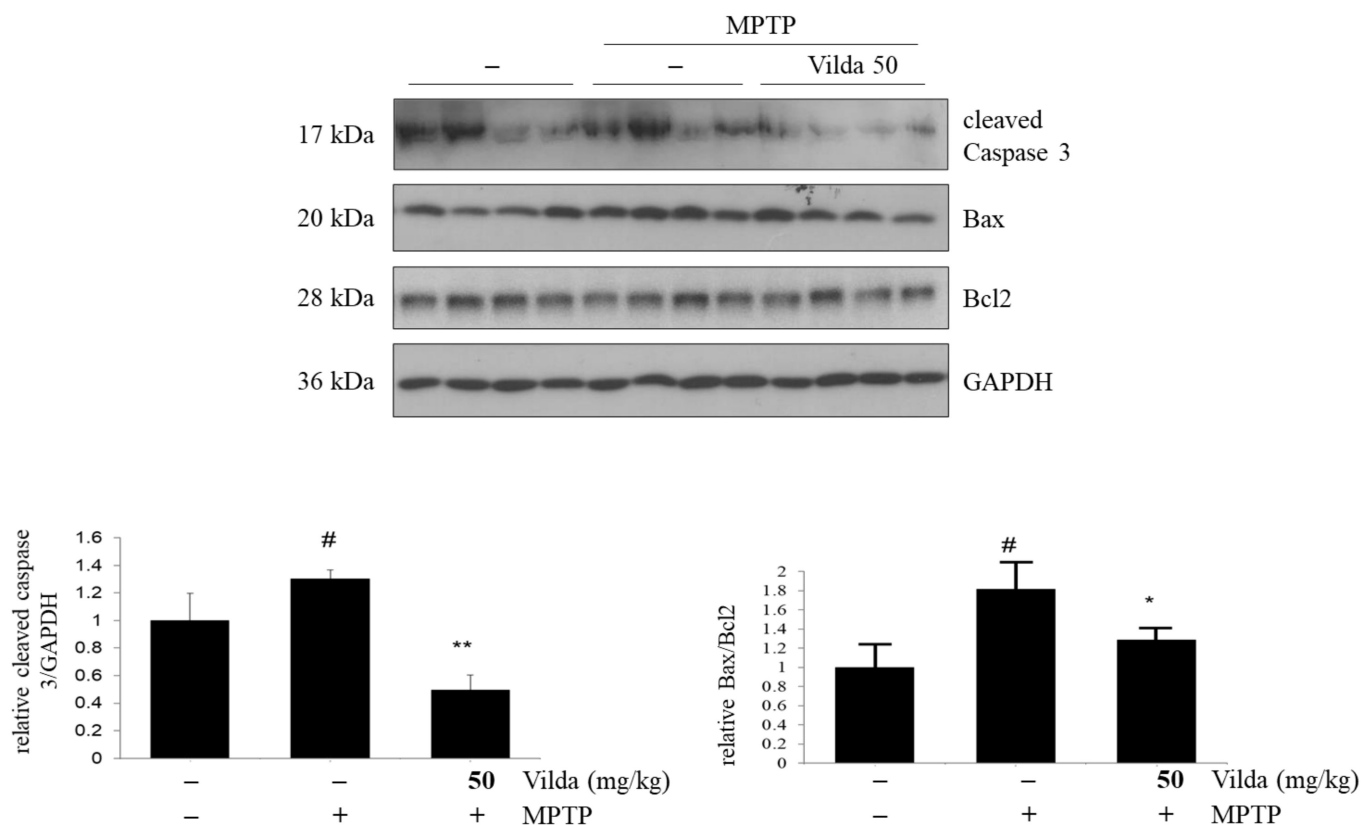 MPTP
– – Vilda 50
17 kDa cleaved Caspase 3
20 kDa Bax
28 kDa Bcl2
36 kDa GAPDH
relative cleaved caspase
3/GAPDH
1.6
1.4
1.2
1
0.8
0.6
0.4
0.2
0
#
**
– – 50 Vilda (mg/kg)
– + + MPTP
relative Bax/Bcl2
2
1.8
1.6
1.4
1.2
1
0.8
0.6
0.4
0.2
0
#
*
– – 50 Vilda (mg/kg)
– + + MPTP